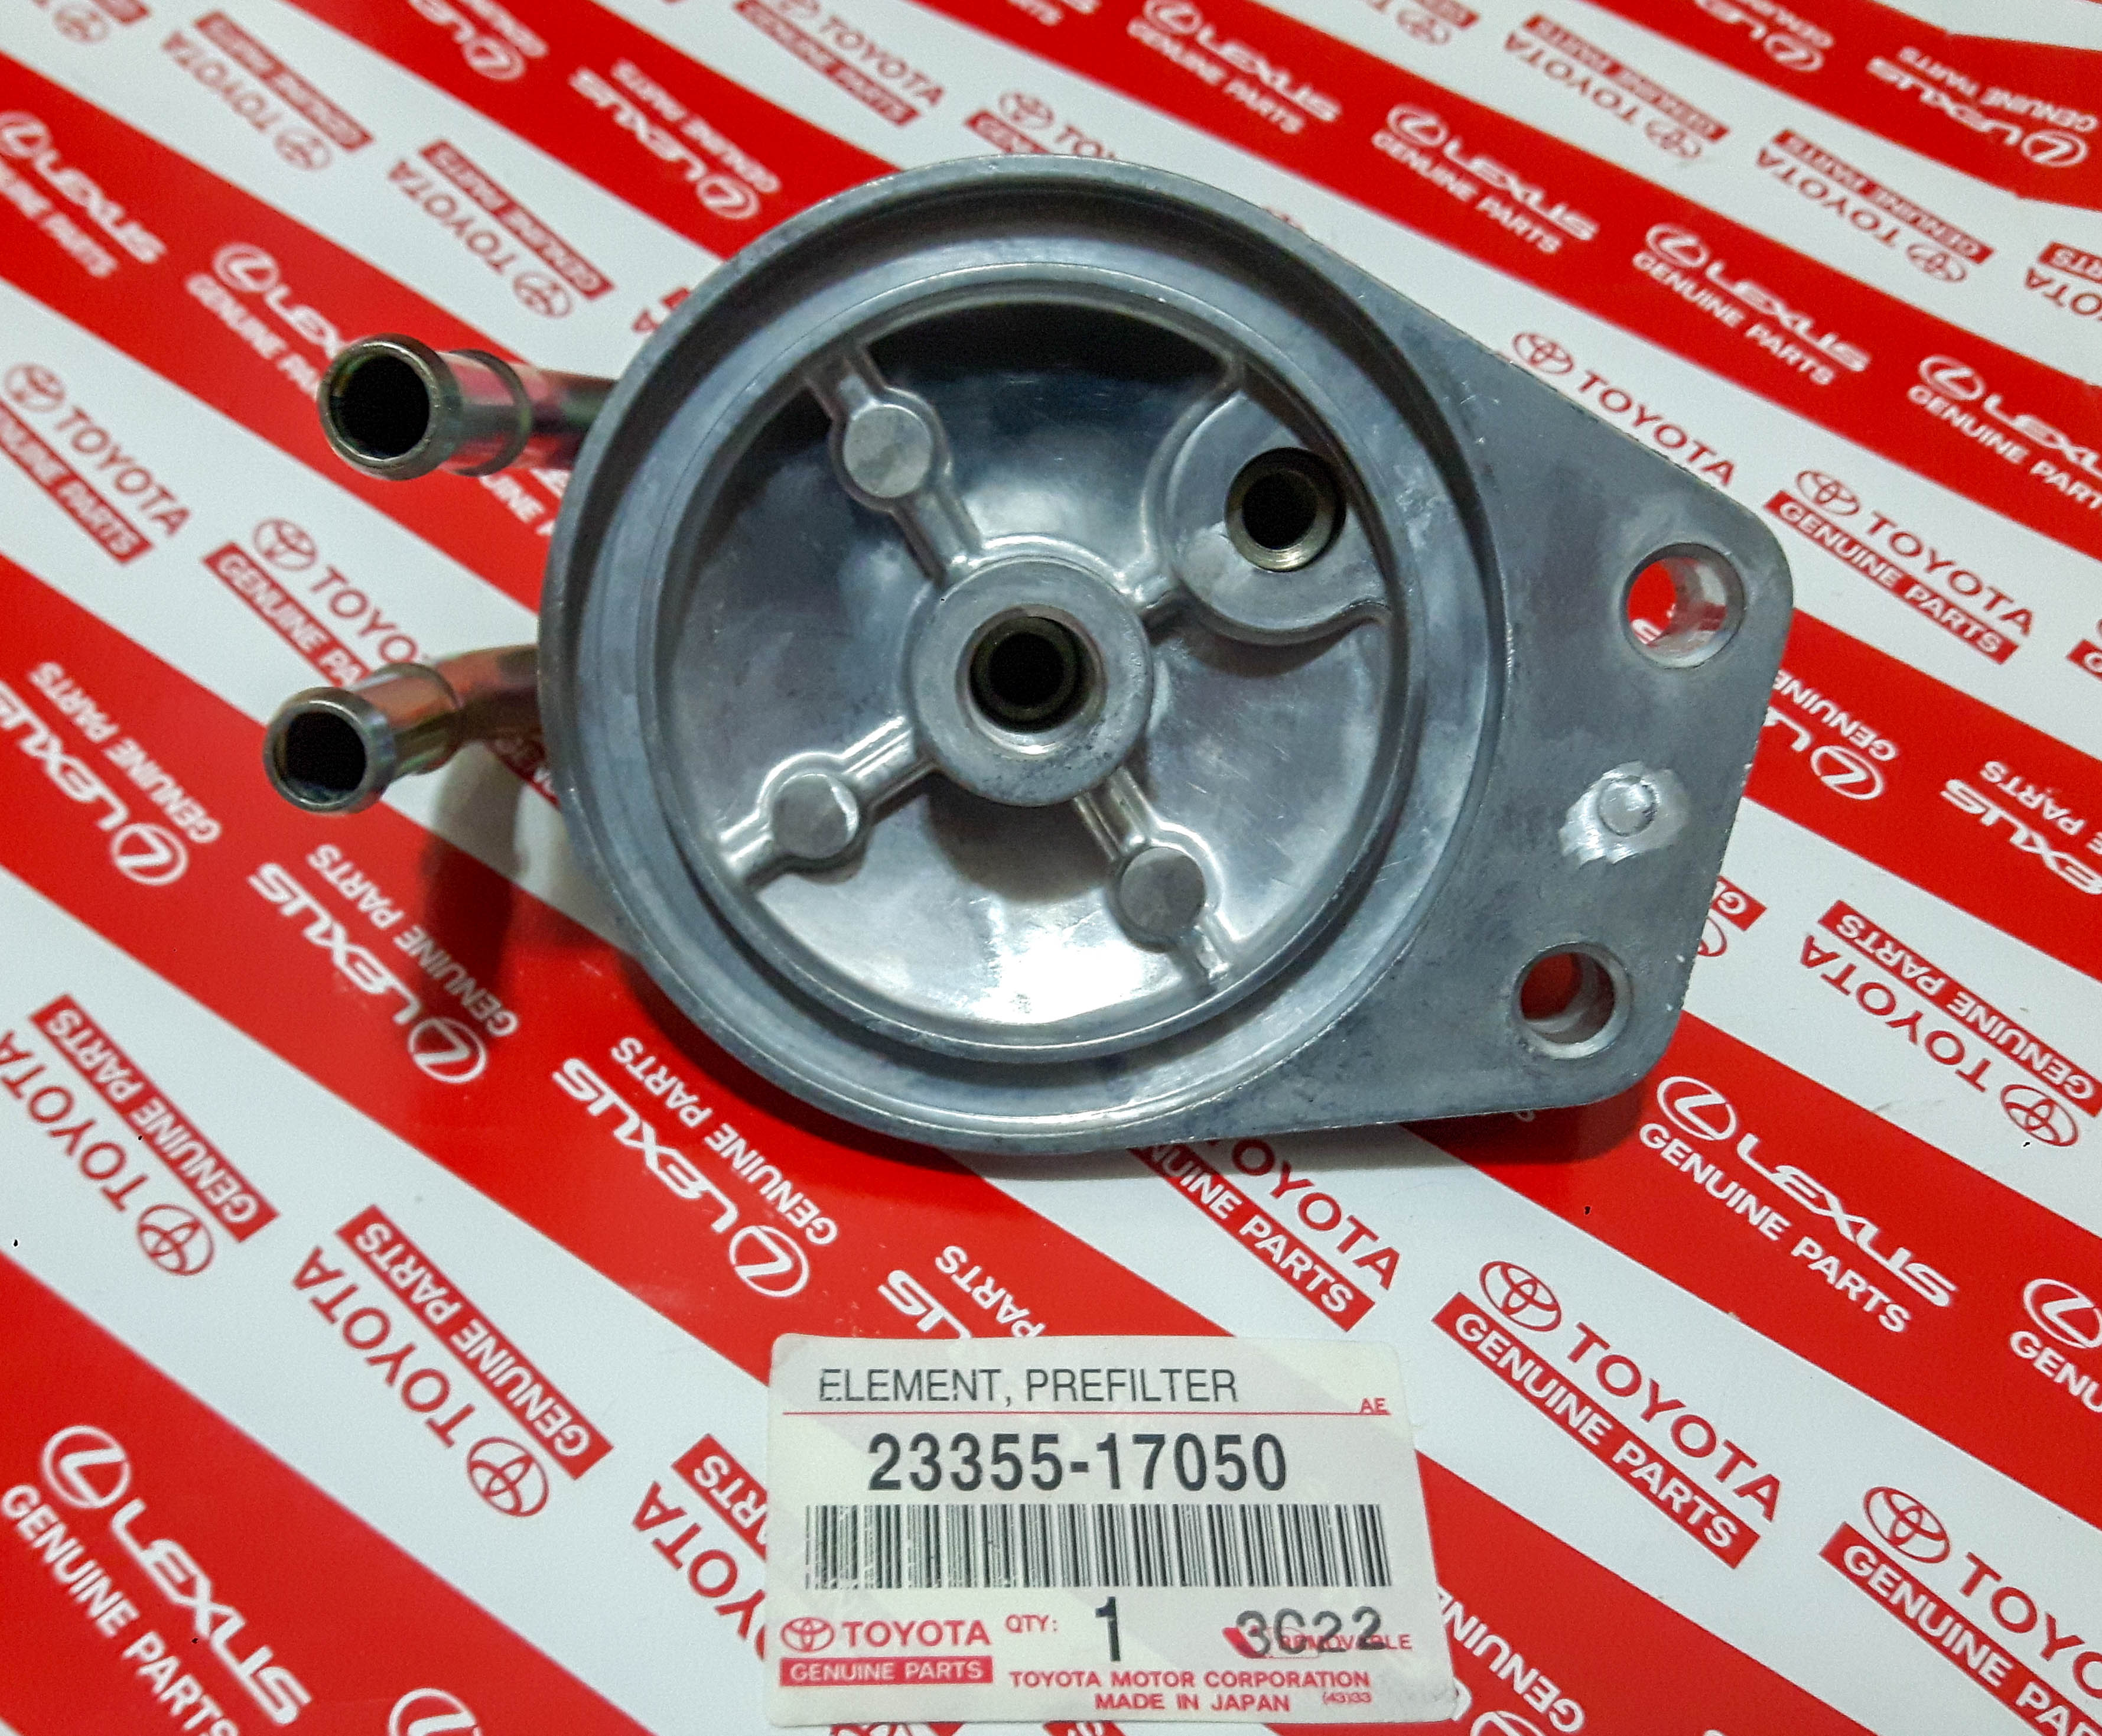 ELEMENT, PREFILTER
AE
23355-17050
TOYOTA
GENUINE PARTS
QTY: 1
3C22
REMOVABLE
TOYOTA MOTOR CORPORATION
MADE IN JAPAN (43)33
LEXUS
GENUINE PARTS
TOYOTA
GENUINE PARTS